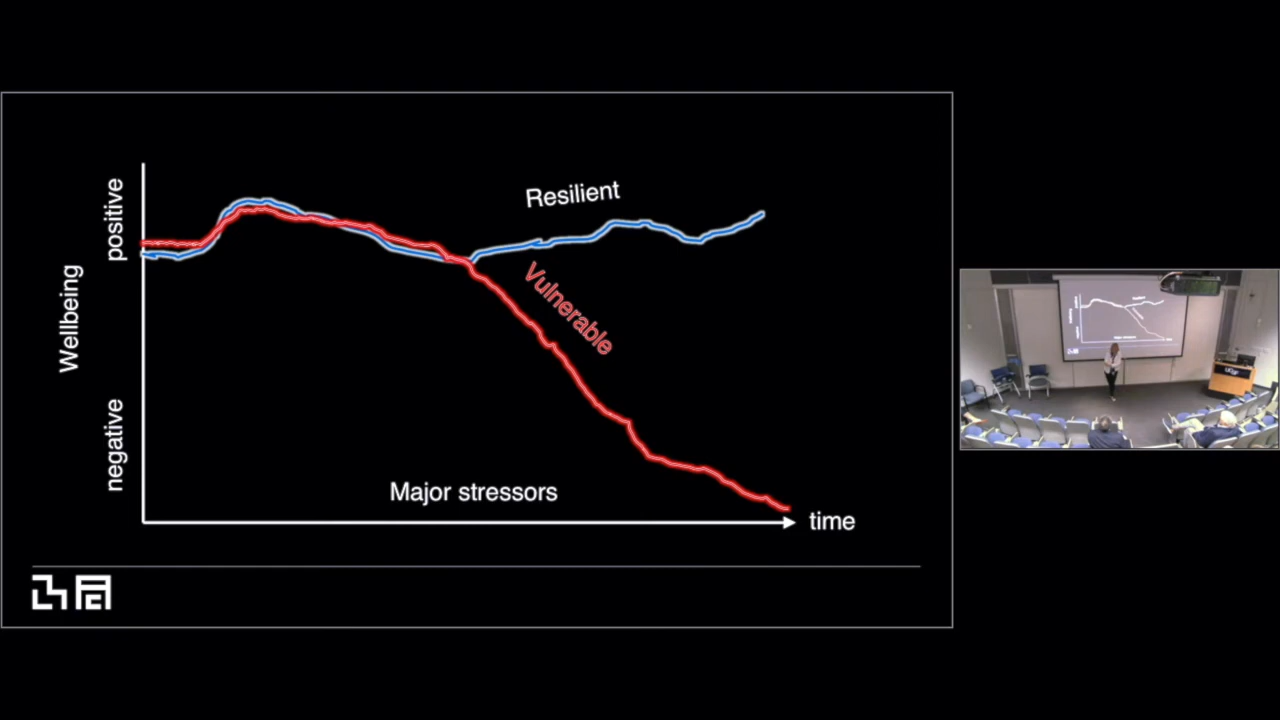 Resilient
positive
Vulnerable
Wellbeing
negative
Major stressors
time